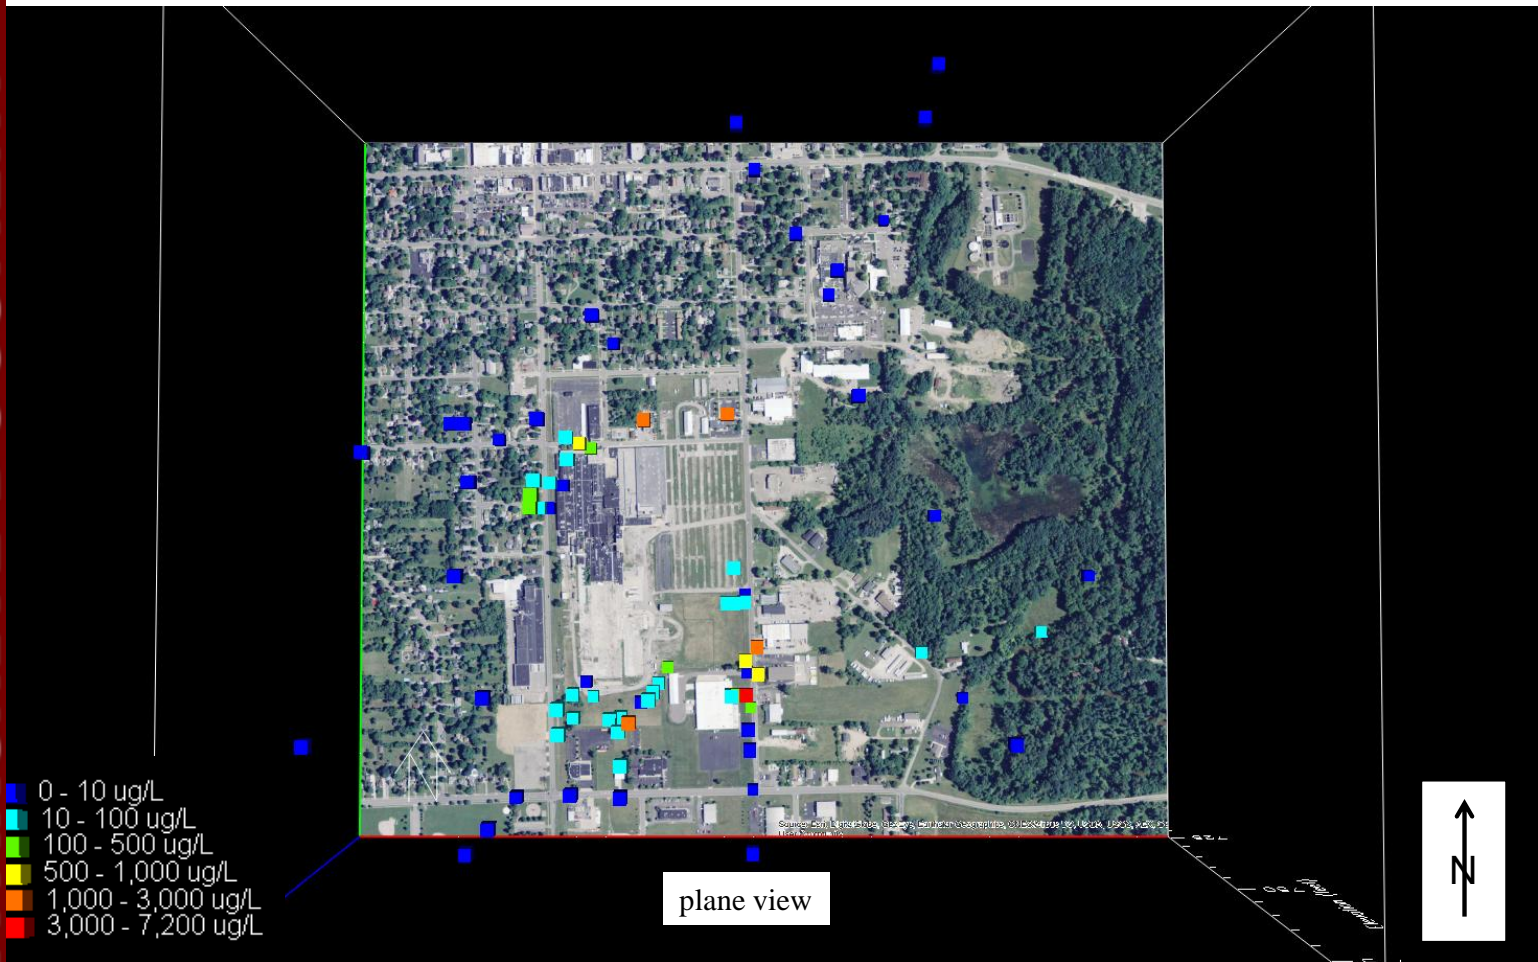 0 - 10 ug/L
10 - 100 ug/L
100 - 500 ug/L
500 - 1,000 ug/L
1,000 - 3,000 ug/L
3,000 - 7,200 ug/L
plane view
N
N